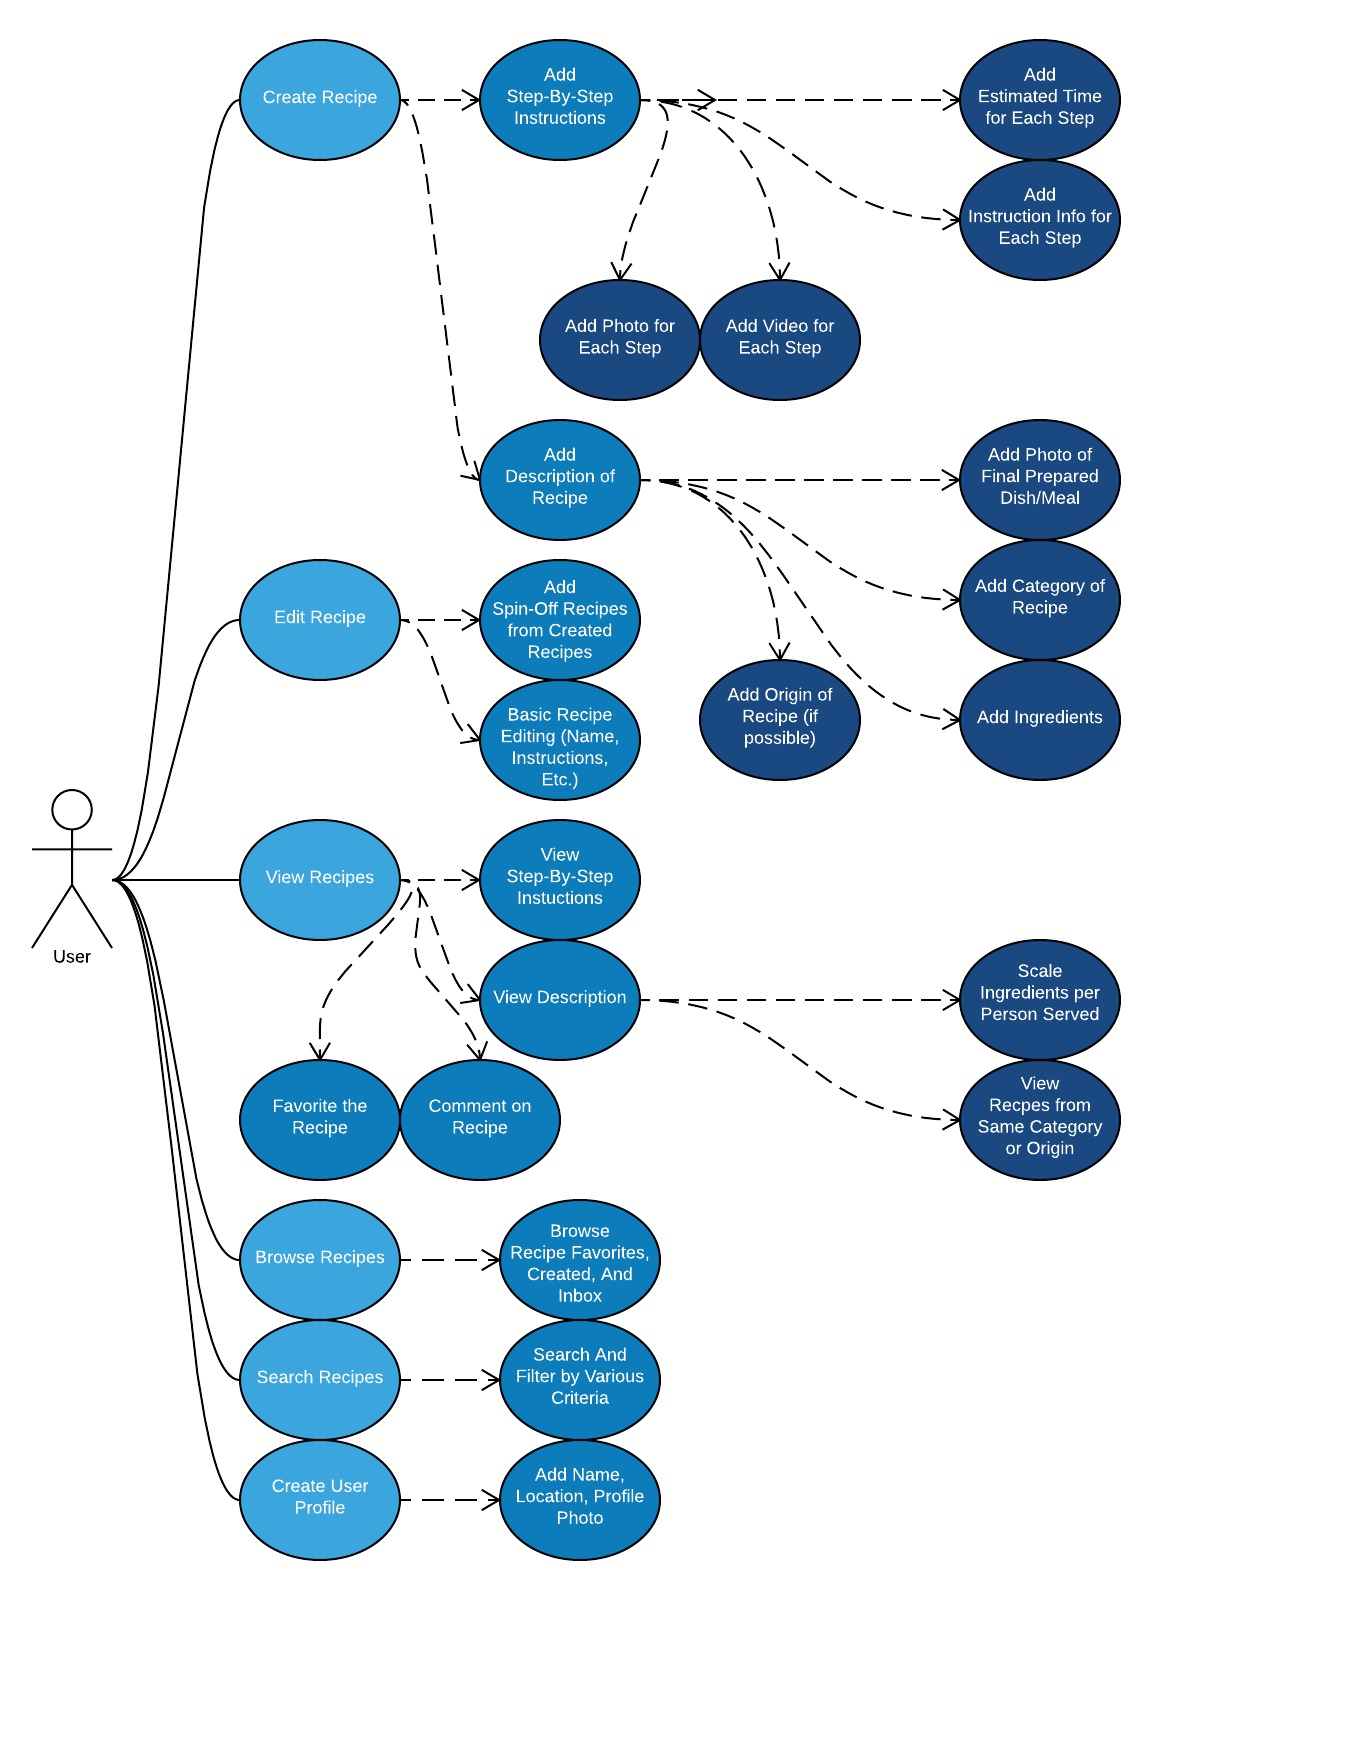 Create Recipe
Add
Step-By-Step
Instructions
Add
Estimated Time
for Each Step
Add
Instruction Info for
Each Step
Add Photo for
Each Step
Add Video for
Each Step
Add
Description of
Recipe
Add Photo of
Final Prepared
Dish/Meal
Add Category of
Recipe
Add Origin of
Recipe (if
possible)
Add Ingredients
Edit Recipe
Add
Spin-Off Recipes
from Created
Recipes
Basic Recipe
Editing (Name,
Instructions,
Etc.)
User
View Recipes
View
Step-By-Step
Instuctions
View Description
Scale
Ingredients per
Person Served
View
Recpes from
Same Category
or Origin
Favorite the
Recipe
Comment on
Recipe
Browse Recipes
Browse
Recipe Favorites,
Created, And
Inbox
Search Recipes
Search And
Filter by Various
Criteria
Create User
Profile
Add Name,
Location, Profile
Photo